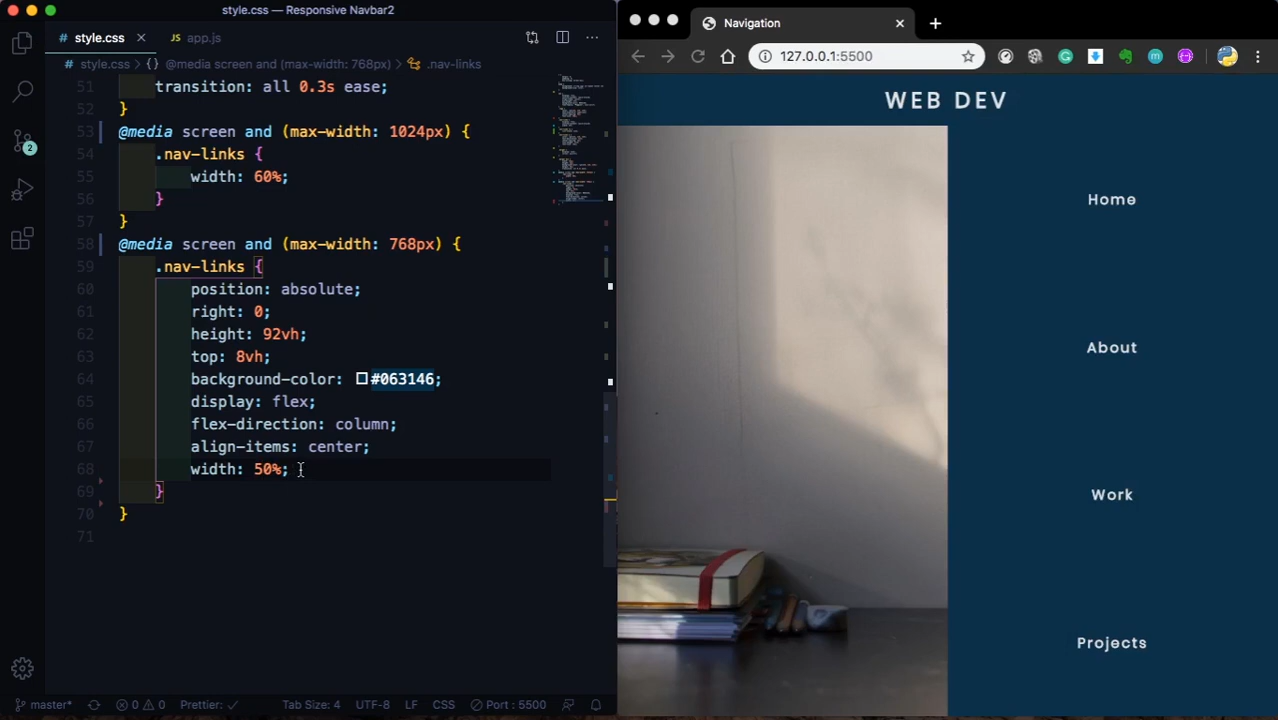 style.css — Responsive Navbar2
style.css
app.js
style.css > {} @media screen and (max-width: 768px) > .nav-links
51 transition: all 0.3s ease;
52 }
53 @media screen and (max-width: 1024px) {
54 .nav-links {
55 width: 60%;
56 }
57 }
58 @media screen and (max-width: 768px) {
59 .nav-links {
60 position: absolute;
61 right: 0;
62 height: 92vh;
63 top: 8vh;
64 background-color: #063146;
65 display: flex;
66 flex-direction: column;
67 align-items: center;
68 width: 50%;
69 }
70 }
71
2
master*
0 0
Prettier: ✓
Tab Size: 4
UTF-8
LF
CSS
Port : 5500
Navigation
127.0.0.1:5500
WEB DEV
Home
About
Work
Projects